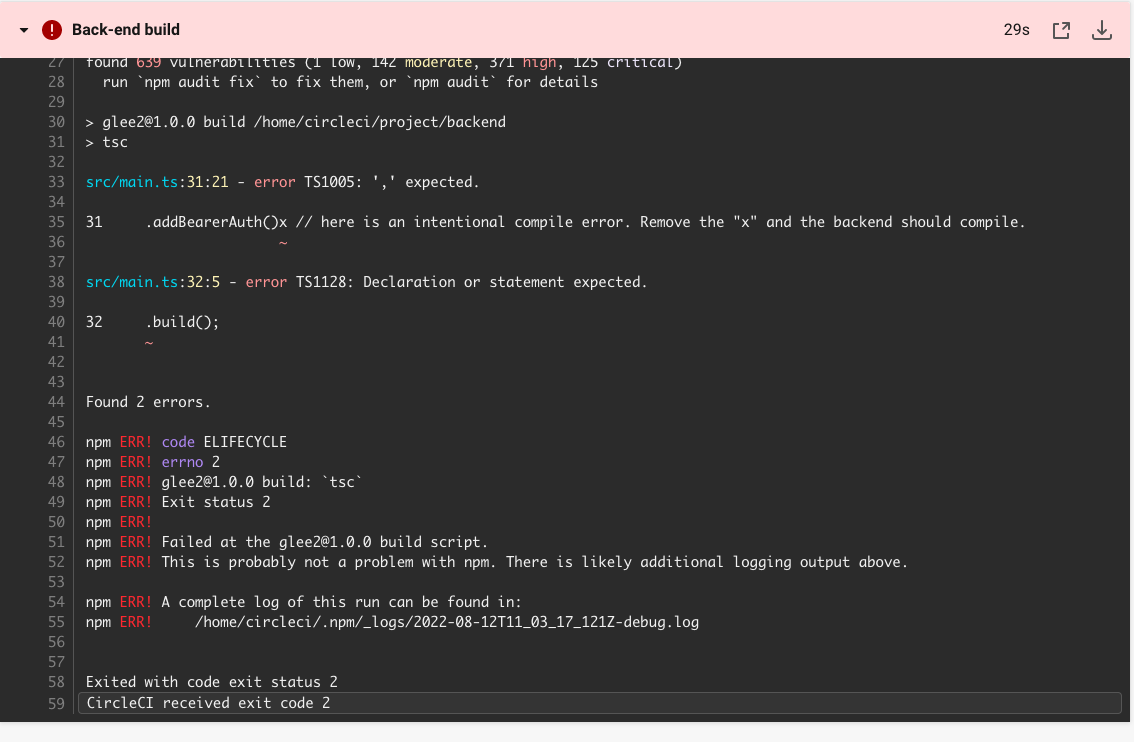 Back-end build 29s
27 found 639 vulnerabilities (1 low, 142 moderate, 371 high, 125 critical)
28 run `npm audit fix` to fix them, or `npm audit` for details
29
30 > glee2@1.0.0 build /home/circleci/project/backend
31 > tsc
32
33 src/main.ts:31:21 - error TS1005: ',' expected.
34
35 31     .addBearerAuth()x // here is an intentional compile error. Remove the "x" and the backend should compile.
36                        ~
37
38 src/main.ts:32:5 - error TS1128: Declaration or statement expected.
39
40 32     .build();
41        ~
42
43
44 Found 2 errors.
45
46 npm ERR! code ELIFECYCLE
47 npm ERR! errno 2
48 npm ERR! glee2@1.0.0 build: `tsc`
49 npm ERR! Exit status 2
50 npm ERR!
51 npm ERR! Failed at the glee2@1.0.0 build script.
52 npm ERR! This is probably not a problem with npm. There is likely additional logging output above.
53
54 npm ERR! A complete log of this run can be found in:
55 npm ERR!     /home/circleci/.npm/_logs/2022-08-12T11_03_17_121Z-debug.log
56
57
58 Exited with code exit status 2
59 CircleCI received exit code 2